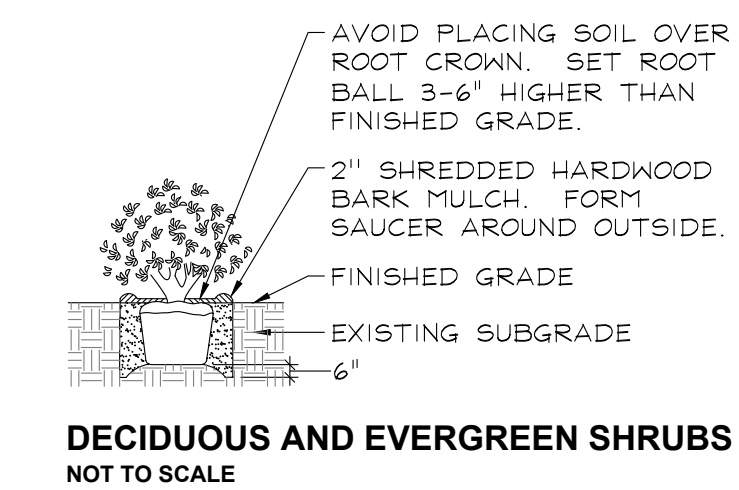 AVOID PLACING SOIL OVER
ROOT CROWN. SET ROOT
BALL 3-6" HIGHER THAN
FINISHED GRADE.
2" SHREDDED HARDWOOD
BARK MULCH. FORM
SAUCER AROUND OUTSIDE.
FINISHED GRADE
EXISTING SUBGRADE
6"
DECIDUOUS AND EVERGREEN SHRUBS
NOT TO SCALE